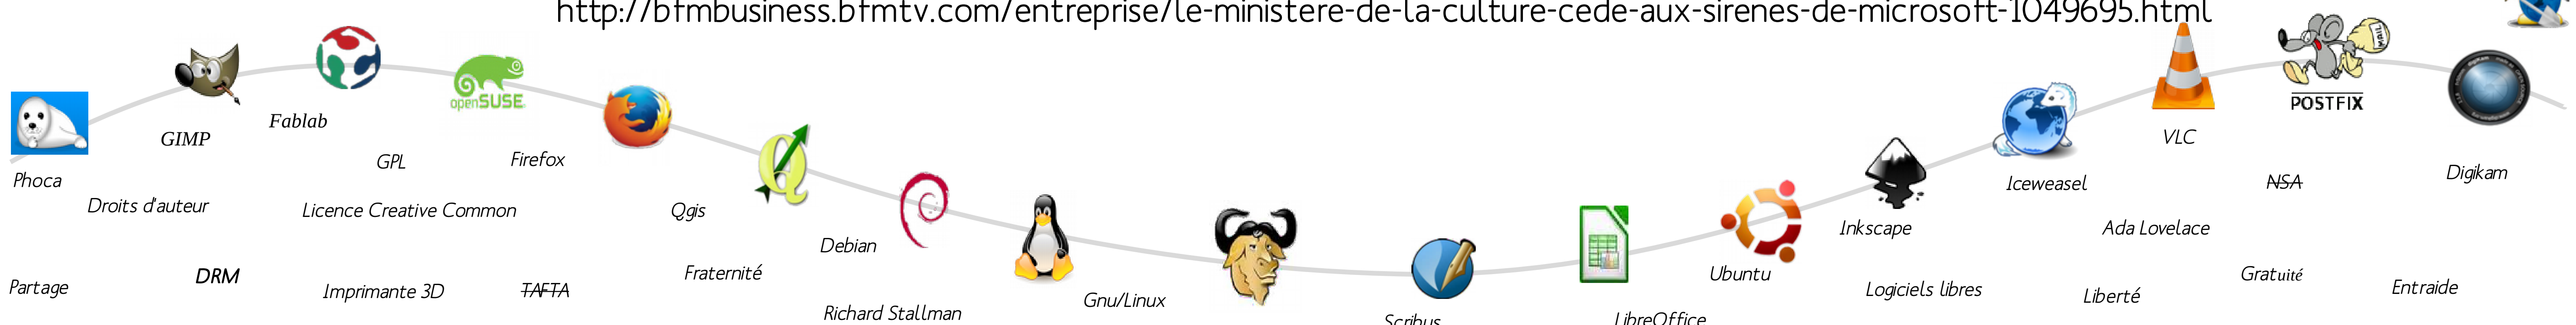 http://bfmbusiness.bfmtv.com/entreprise/le-ministere-de-la-culture-cede-aux-sirenes-de-microsoft-1049695.html
openSUSE
MAIL
POSTFIX
GIMP
Fablab
GPL
Firefox
VLC
Phoca
Droits d'auteur
Licence Creative Common
Qgis
Iceweasel
NSA
Digikam
Debian
Inkscape
Ada Lovelace
Partage
DRM
Imprimante 3D
TAFTA
Fraternité
Richard Stallman
Gnu/Linux
Scribus
LibreOffice
Ubuntu
Logiciels libres
Liberté
Gratuité
Entraide